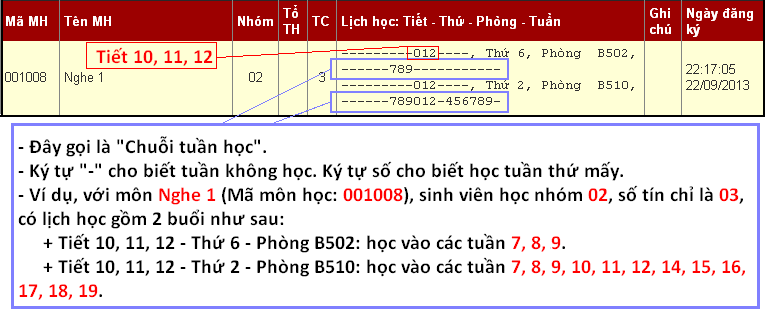 Mã MH Tên MH Nhóm Tổ TH TC Lịch học: Tiết - Thứ - Phòng - Tuần Ghi chú Ngày đăng ký
Tiết 10, 11, 12
---------012----, Thứ 6, Phòng B502,
------789-----------
001008 Nghe 1 02 3 22:17:05 22/09/2013
---------012----, Thứ 2, Phòng B510,
------789012-456789-
- Đây gọi là "Chuỗi tuần học".
- Ký tự "-" cho biết tuần không học. Ký tự số cho biết học tuần thứ mấy.
- Ví dụ, với môn Nghe 1 (Mã môn học: 001008), sinh viên học nhóm 02, số tín chỉ là 03,
có lịch học gồm 2 buổi như sau:
+ Tiết 10, 11, 12 - Thứ 6 - Phòng B502: học vào các tuần 7, 8, 9.
+ Tiết 10, 11, 12 - Thứ 2 - Phòng B510: học vào các tuần 7, 8, 9, 10, 11, 12, 14, 15, 16,
17, 18, 19.